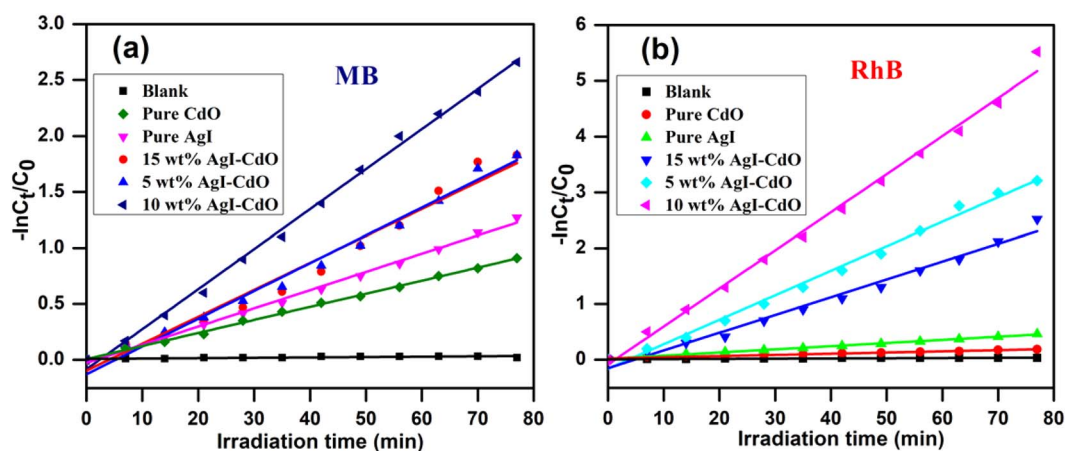 (a)
MB
Blank
Pure CdO
Pure AgI
15 wt% AgI-CdO
5 wt% AgI-CdO
10 wt% AgI-CdO
3.0
2.5
2.0
1.5
1.0
0.5
0.0
-lnCt/C0
0 10 20 30 40 50 60 70 80
Irradiation time (min)
(b)
RhB
Blank
Pure CdO
Pure AgI
15 wt% AgI-CdO
5 wt% AgI-CdO
10 wt% AgI-CdO
6
5
4
3
2
1
0
-lnCt/C0
0 10 20 30 40 50 60 70 80
Irradiation time (min)